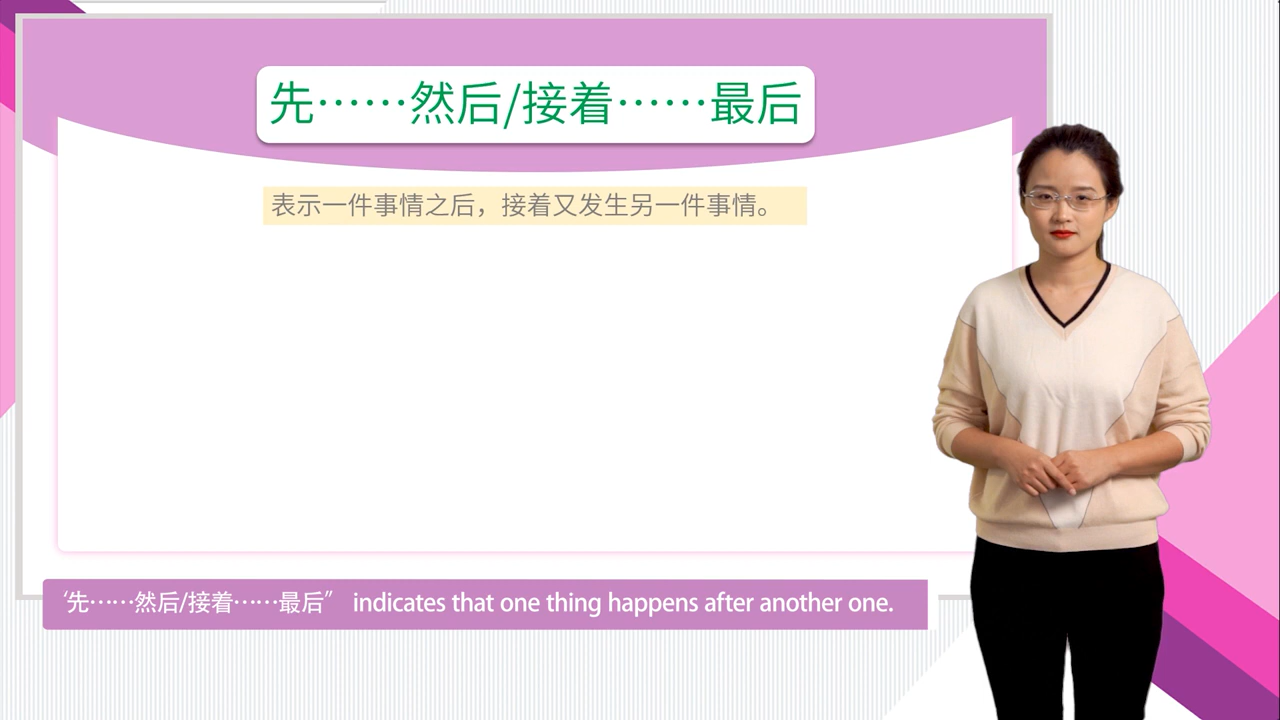 先……然后/接着……最后
表示一件事情之后，接着又发生另一件事情。
“先……然后/接着……最后” indicates that one thing happens after another one.